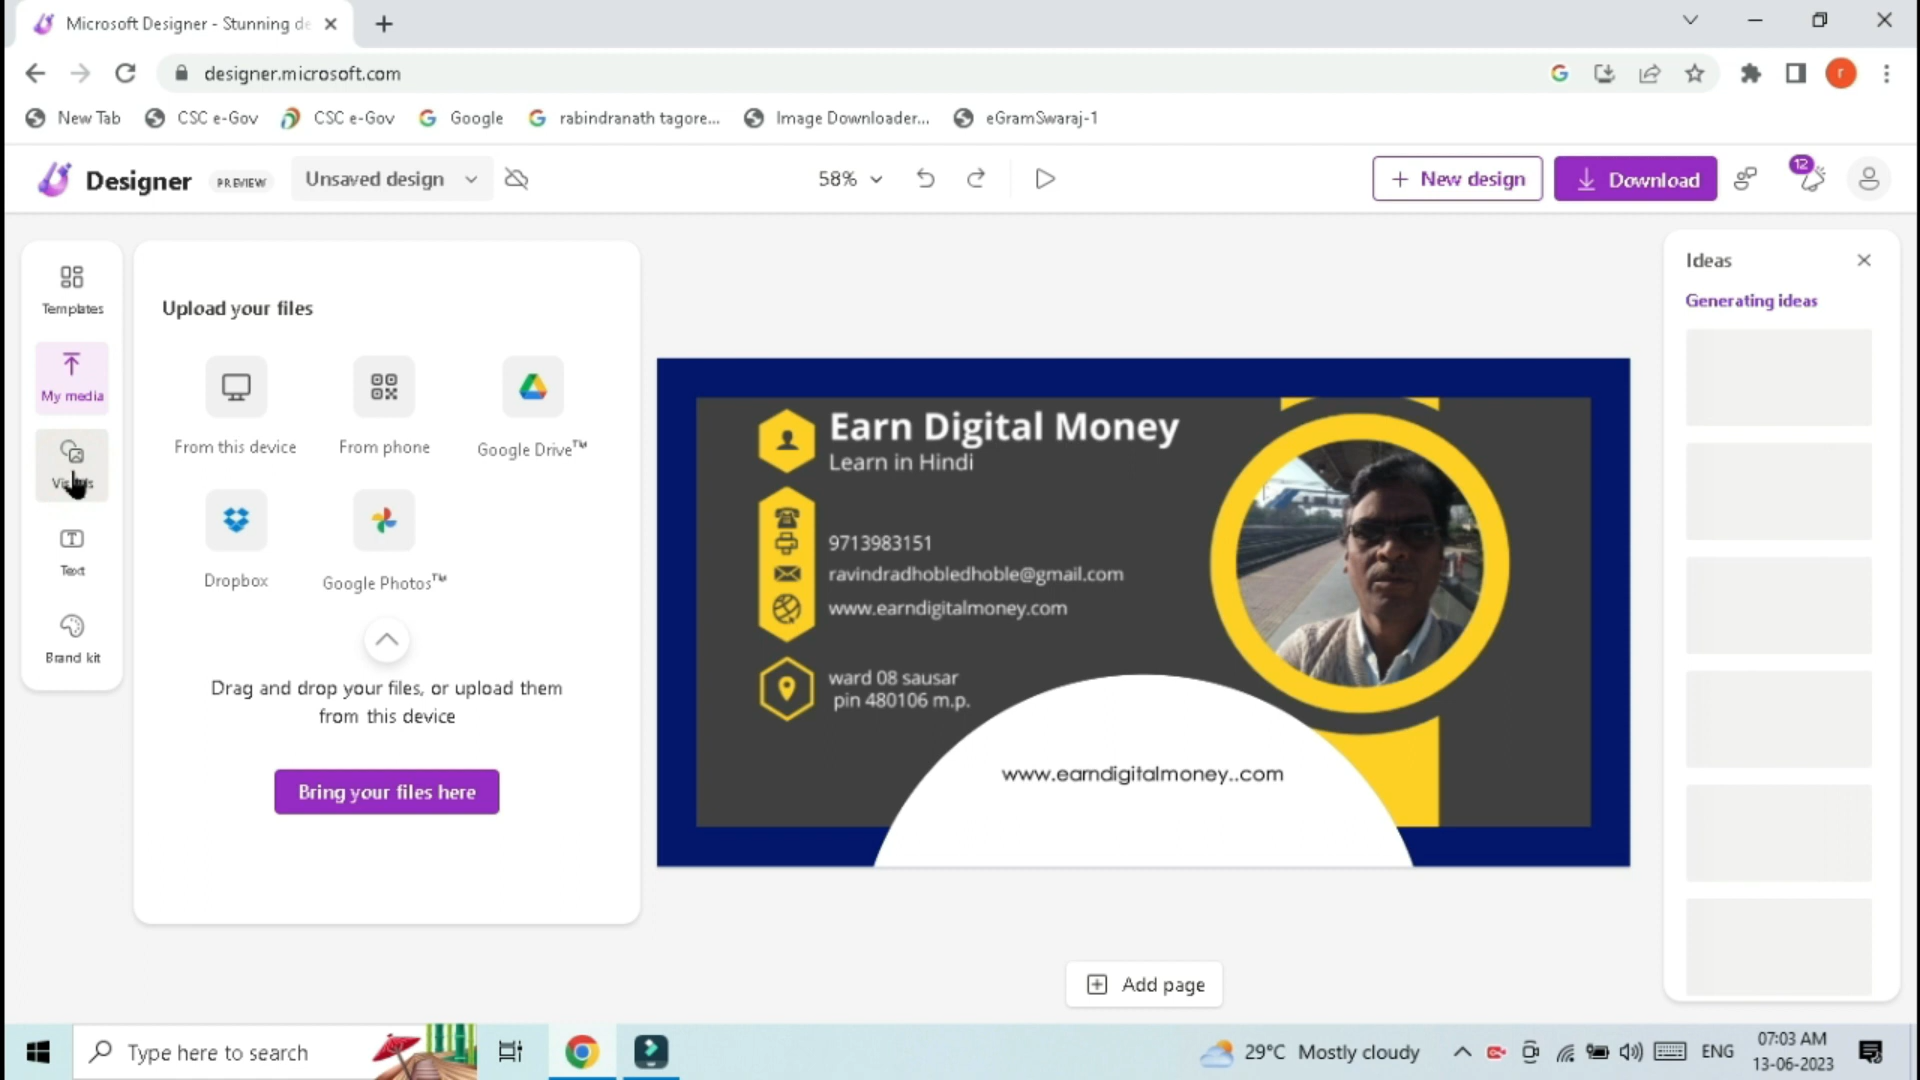 Microsoft Designer - Stunning de
designer.microsoft.com
r
New Tab
CSC e-Gov
CSC e-Gov
Google
rabindranath tagore...
Image Downloader...
eGramSwaraj-1
Designer
PREVIEW
Unsaved design
58%
+ New design
Download
12
Templates
My media
Text
Brand kit
Upload your files
From this device
From phone
Google Drive™
Dropbox
Google Photos™
Drag and drop your files, or upload them
from this device
Bring your files here
Earn Digital Money
Learn in Hindi
9713983151
ravindradhobledhoble@gmail.com
www.earndigitalmoney.com
ward 08 sausar
pin 480106 m.p.
www.earndigitalmoney..com
Add page
Ideas
Generating ideas
Type here to search
29°C Mostly cloudy
ENG
07:03 AM
13-06-2023